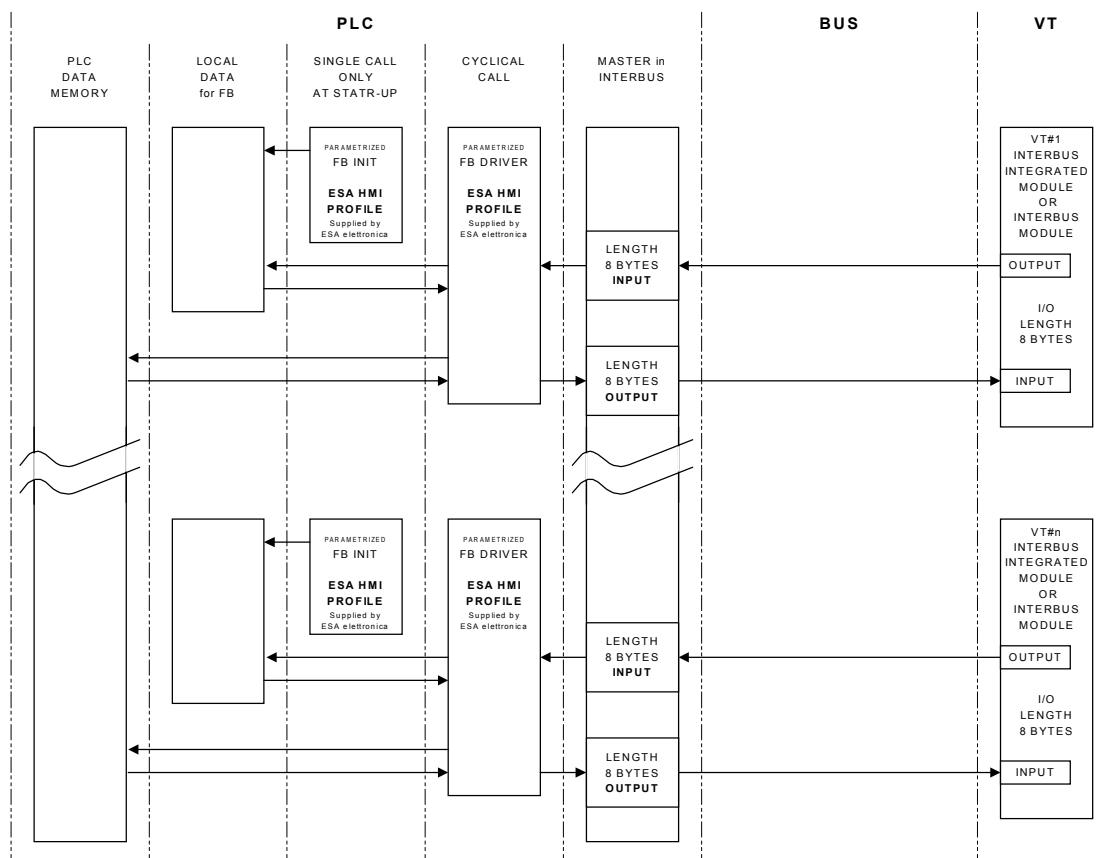 PLC
BUS
VT
PLC
DATA
MEMORY
LOCAL
DATA
for FB
SINGLE CALL
ONLY
AT STATR-UP
CYCLICAL
CALL
MASTER in
INTERBUS
PARAMETRIZED
FB INIT
ESA HMI
PROFILE
Supplied by
ESA elettronica
PARAMETRIZED
FB DRIVER
ESA HMI
PROFILE
Supplied by
ESA elettronica
LENGTH
8 BYTES
INPUT
LENGTH
8 BYTES
OUTPUT
VT#1
INTERBUS
INTEGRATED
MODULE
OR
INTERBUS
MODULE
OUTPUT
I/O
LENGTH
8 BYTES
INPUT
PARAMETRIZED
FB INIT
ESA HMI
PROFILE
Supplied by
ESA elettronica
PARAMETRIZED
FB DRIVER
ESA HMI
PROFILE
Supplied by
ESA elettronica
LENGTH
8 BYTES
INPUT
LENGTH
8 BYTES
OUTPUT
VT#n
INTERBUS
INTEGRATED
MODULE
OR
INTERBUS
MODULE
OUTPUT
I/O
LENGTH
8 BYTES
INPUT